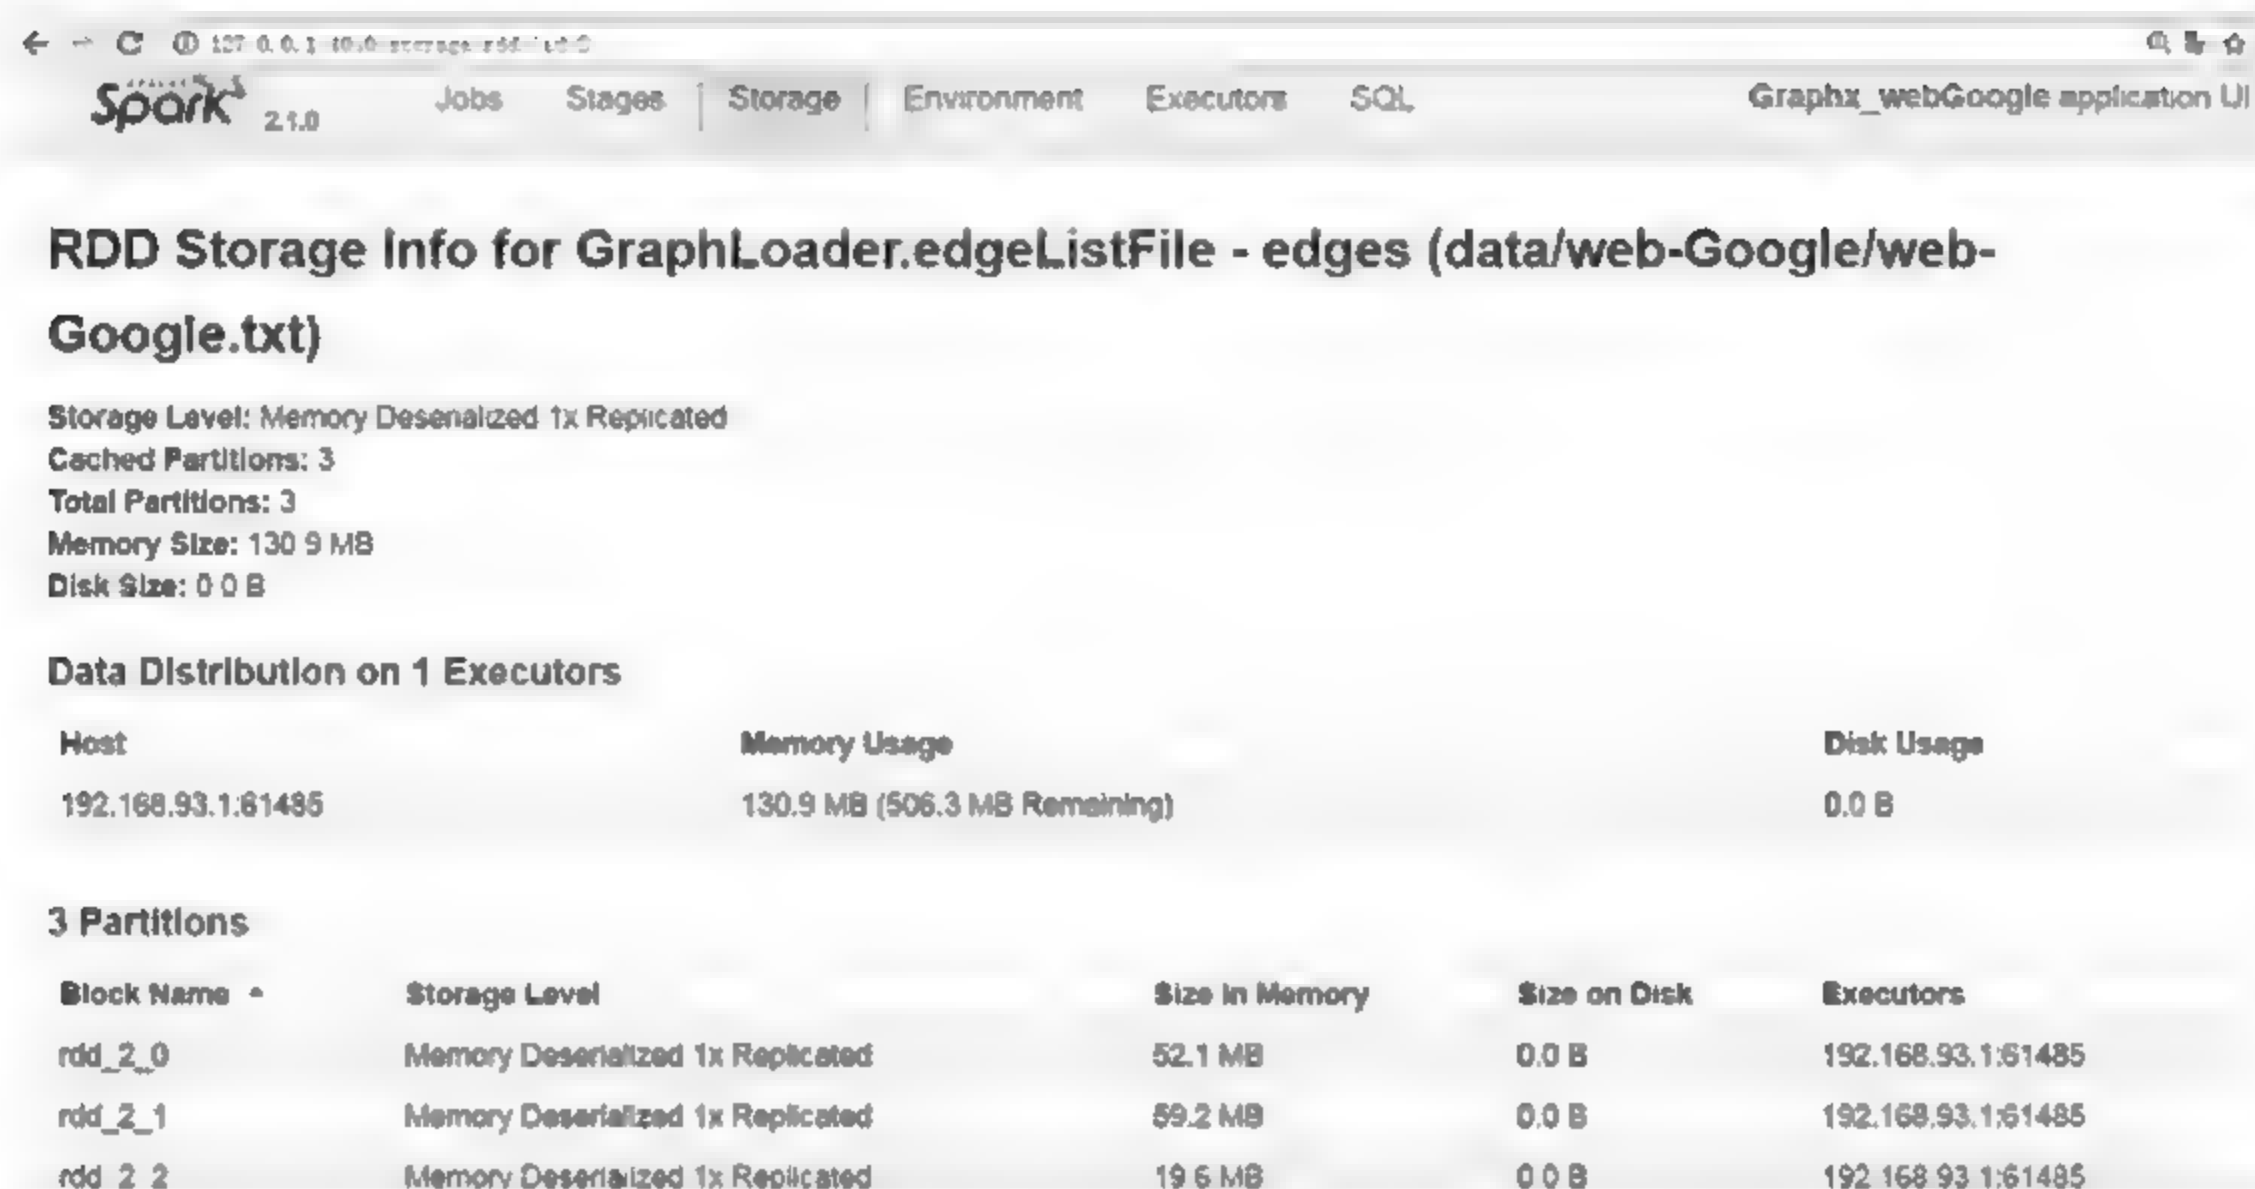 127.0.0.1
Spark 2.1.0 Jobs Stages Storage Environment Executors SQL Graphx_webGoogle application UI
RDD Storage Info for GraphLoader.edgeListFile - edges (data/web-Google/web-
Google.txt)
Storage Level: Memory Deserialized 1x Replicated
Cached Partitions: 3
Total Partitions: 3
Memory Size: 130.9 MB
Disk Size: 0.0 B
Data Distribution on 1 Executors
Host Memory Usage Disk Usage
192.168.93.1:61485 130.9 MB (506.3 MB Remaining) 0.0 B
3 Partitions
Block Name Storage Level Size in Memory Size on Disk Executors
rdd_2_0 Memory Deserialized 1x Replicated 52.1 MB 0.0 B 192.168.93.1:61485
rdd_2_1 Memory Deserialized 1x Replicated 59.2 MB 0.0 B 192.168.93.1:61485
rdd_2_2 Memory Deserialized 1x Replicated 19.6 MB 0.0 B 192.168.93.1:61485